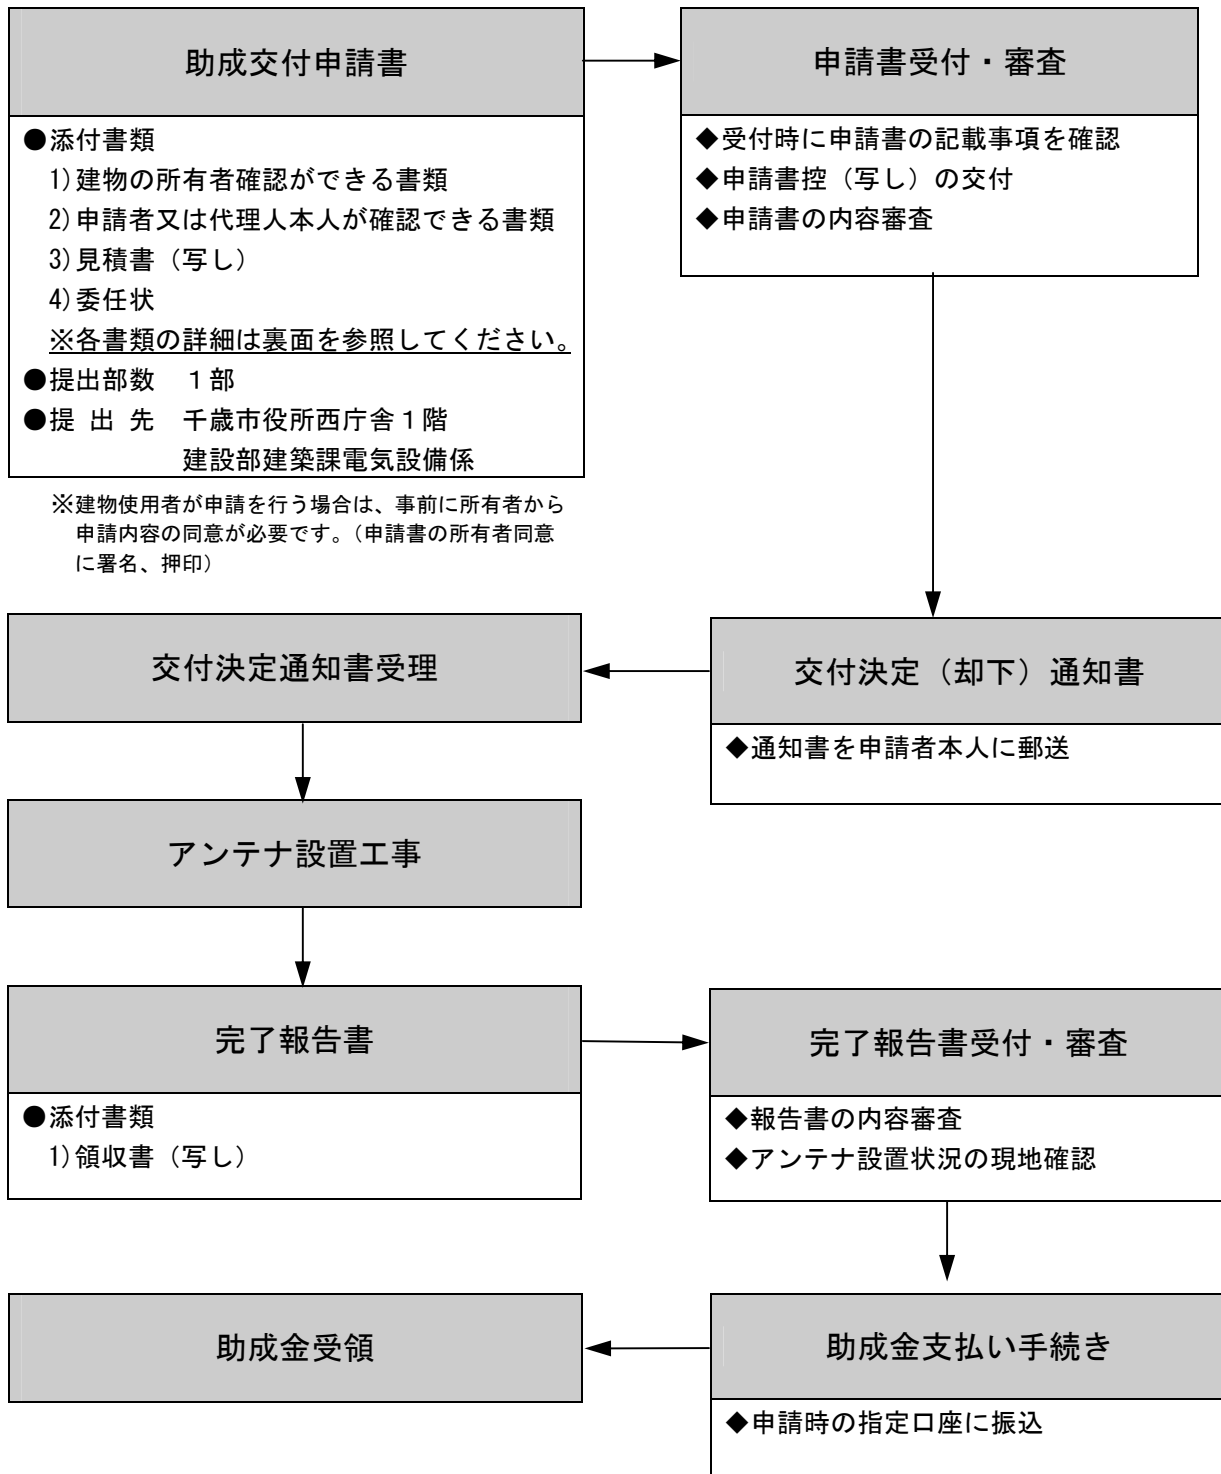 助成交付申請書
●添付書類
1)建物の所有者確認ができる書類
2)申請者又は代理人本人が確認できる書類
3)見積書（写し）
4)委任状
※各書類の詳細は裏面を参照してください。
●提出部数　１部
●提 出 先　千歳市役所西庁舎１階
建設部建築課電気設備係
※建物使用者が申請を行う場合は、事前に所有者から
申請内容の同意が必要です。（申請書の所有者同意
に署名、押印）
申請書受付・審査
◆受付時に申請書の記載事項を確認
◆申請書控（写し）の交付
◆申請書の内容審査
交付決定（却下）通知書
◆通知書を申請者本人に郵送
交付決定通知書受理
アンテナ設置工事
完了報告書
●添付書類
1)領収書（写し）
完了報告書受付・審査
◆報告書の内容審査
◆アンテナ設置状況の現地確認
助成金支払い手続き
◆申請時の指定口座に振込
助成金受領